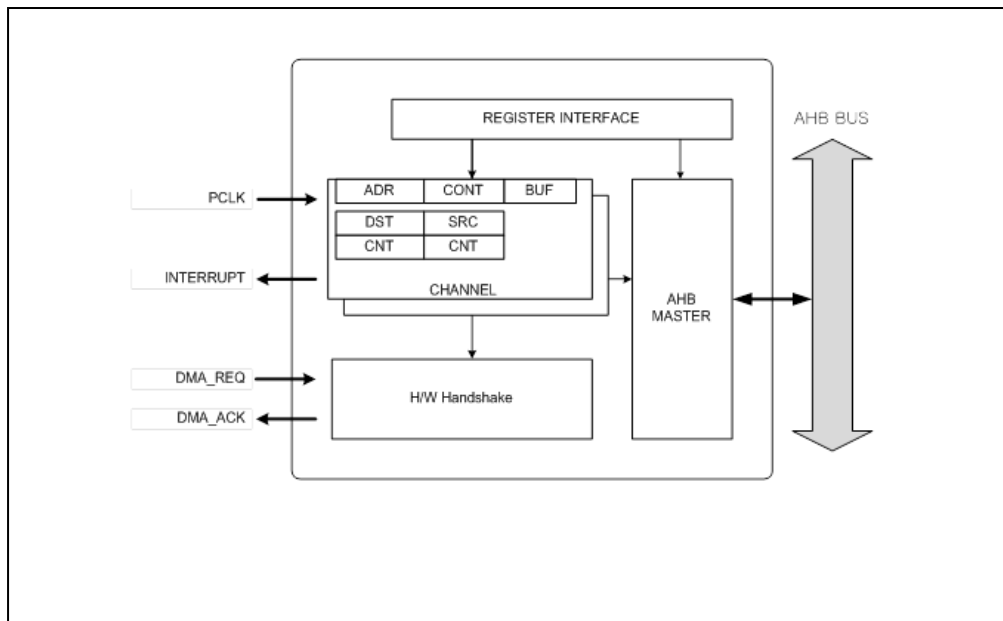 REGISTER INTERFACE
AHB BUS
PCLK
ADR CONT BUF
DST SRC
CNT CNT
INTERRUPT
CHANNEL
AHB
MASTER
DMA_REQ
H/W Handshake
DMA_ACK